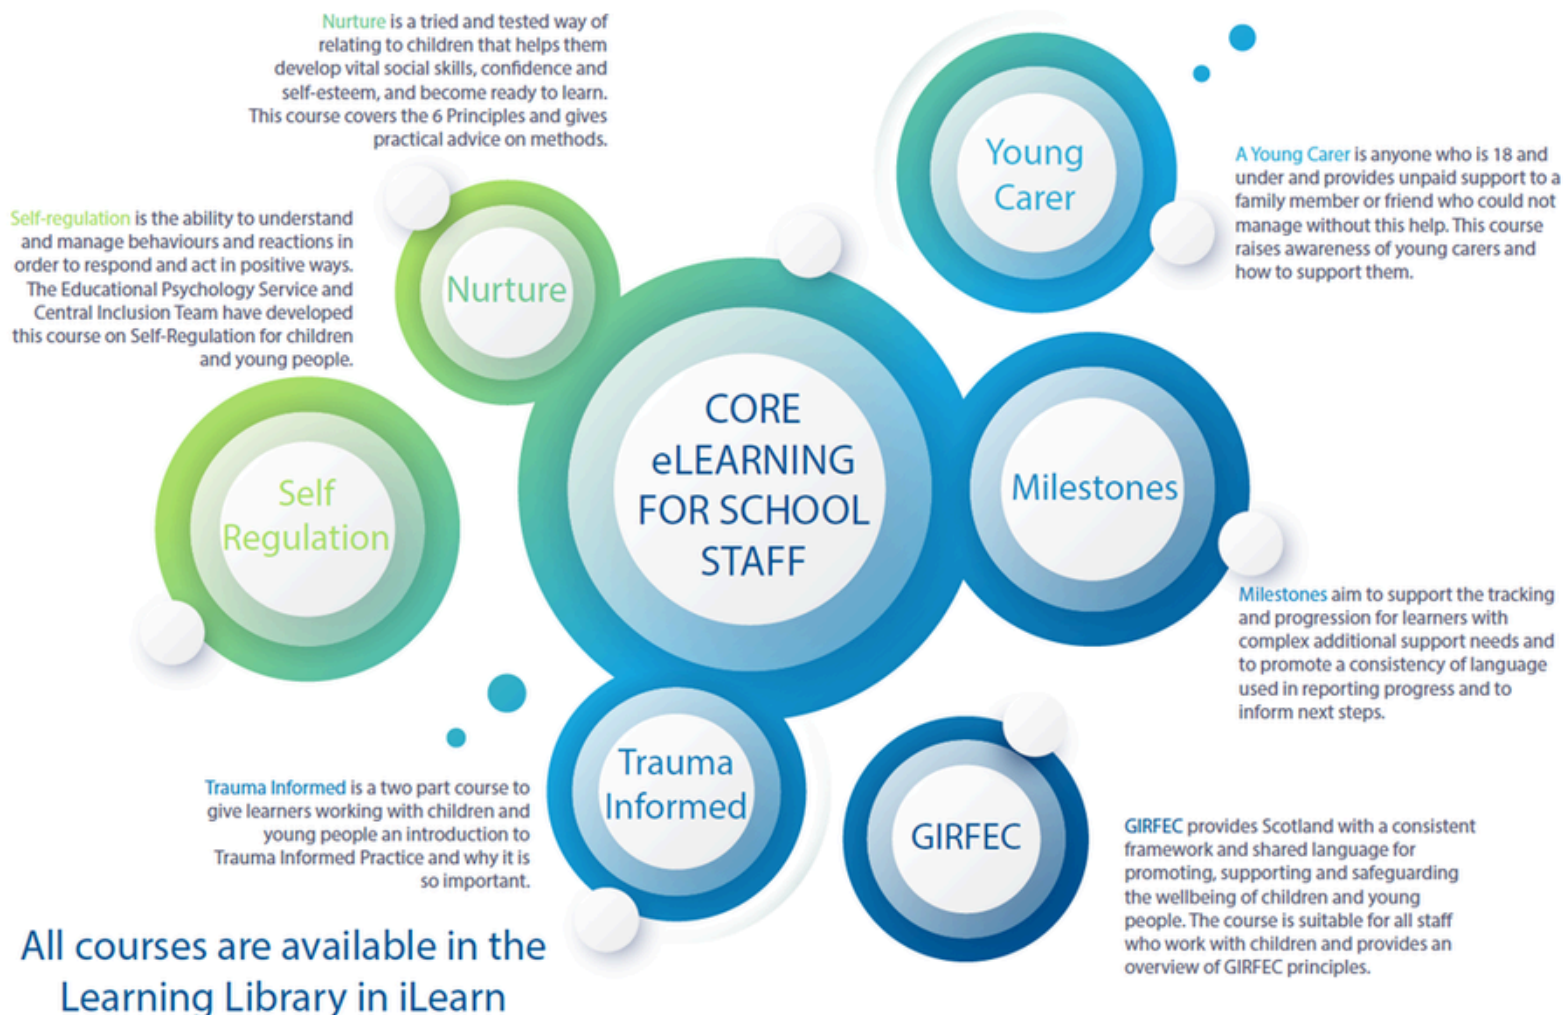 Nurture is a tried and tested way of
relating to children that helps them
develop vital social skills, confidence and
self-esteem, and become ready to learn.
This course covers the 6 Principles and gives
practical advice on methods.
Self-regulation is the ability to understand
and manage behaviours and reactions in
order to respond and act in positive ways.
The Educational Psychology Service and
Central Inclusion Team have developed
this course on Self-Regulation for children
and young people.
Nurture
Young
Carer
A Young Carer is anyone who is 18 and
under and provides unpaid support to a
family member or friend who could not
manage without this help. This course
raises awareness of young carers and
how to support them.
Self
Regulation
CORE
eLEARNING
FOR SCHOOL
STAFF
Milestones
Milestones aim to support the tracking
and progression for learners with
complex additional support needs and
to promote a consistency of language
used in reporting progress and to
inform next steps.
Trauma Informed is a two part course to
give learners working with children and
young people an introduction to
Trauma Informed Practice and why it is
so important.
Trauma
Informed
GIRFEC
GIRFEC provides Scotland with a consistent
framework and shared language for
promoting, supporting and safeguarding
the wellbeing of children and young
people. The course is suitable for all staff
who work with children and provides an
overview of GIRFEC principles.
All courses are available in the
Learning Library in iLearn